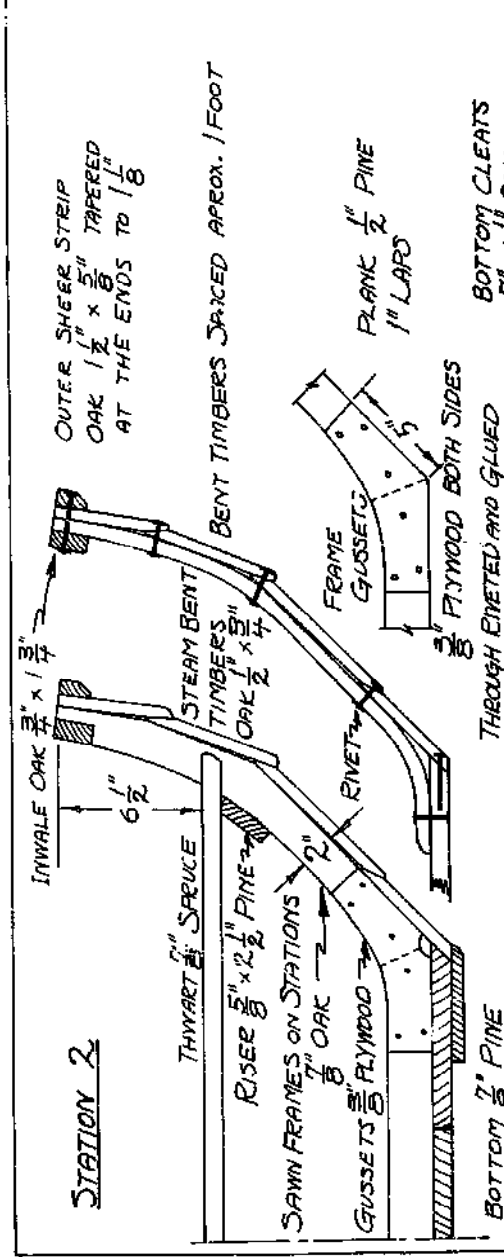 STATION 2
INWALE OAK 3/4" x 1 3/4"
6 1/2"
OUTER SHEER STRIP
OAK 1 1/2" x 5/8" TAPERED
AT THE ENDS TO 1 1/8
THWART 7/8" SPRUCE
RISER 5/8" x 2 1/2" PINE
SAWN FRAMES ON STATIONS
7/8" OAK
2"
GUSSETS 3/8" PLYWOOD
BOTTOM 7/8" PINE
STEAM BENT
TIMBERS
OAK 1/2" x 3/4"
RIVET
BENT TIMBERS SPACED APROX. 1 FOOT
FRAME
GUSSETS
5"
3/8" PLYWOOD BOTH SIDES
THROUGH RIVETED AND GLUED
PLANK 1/2" PINE
1" LAPS
BOTTOM CLEATS